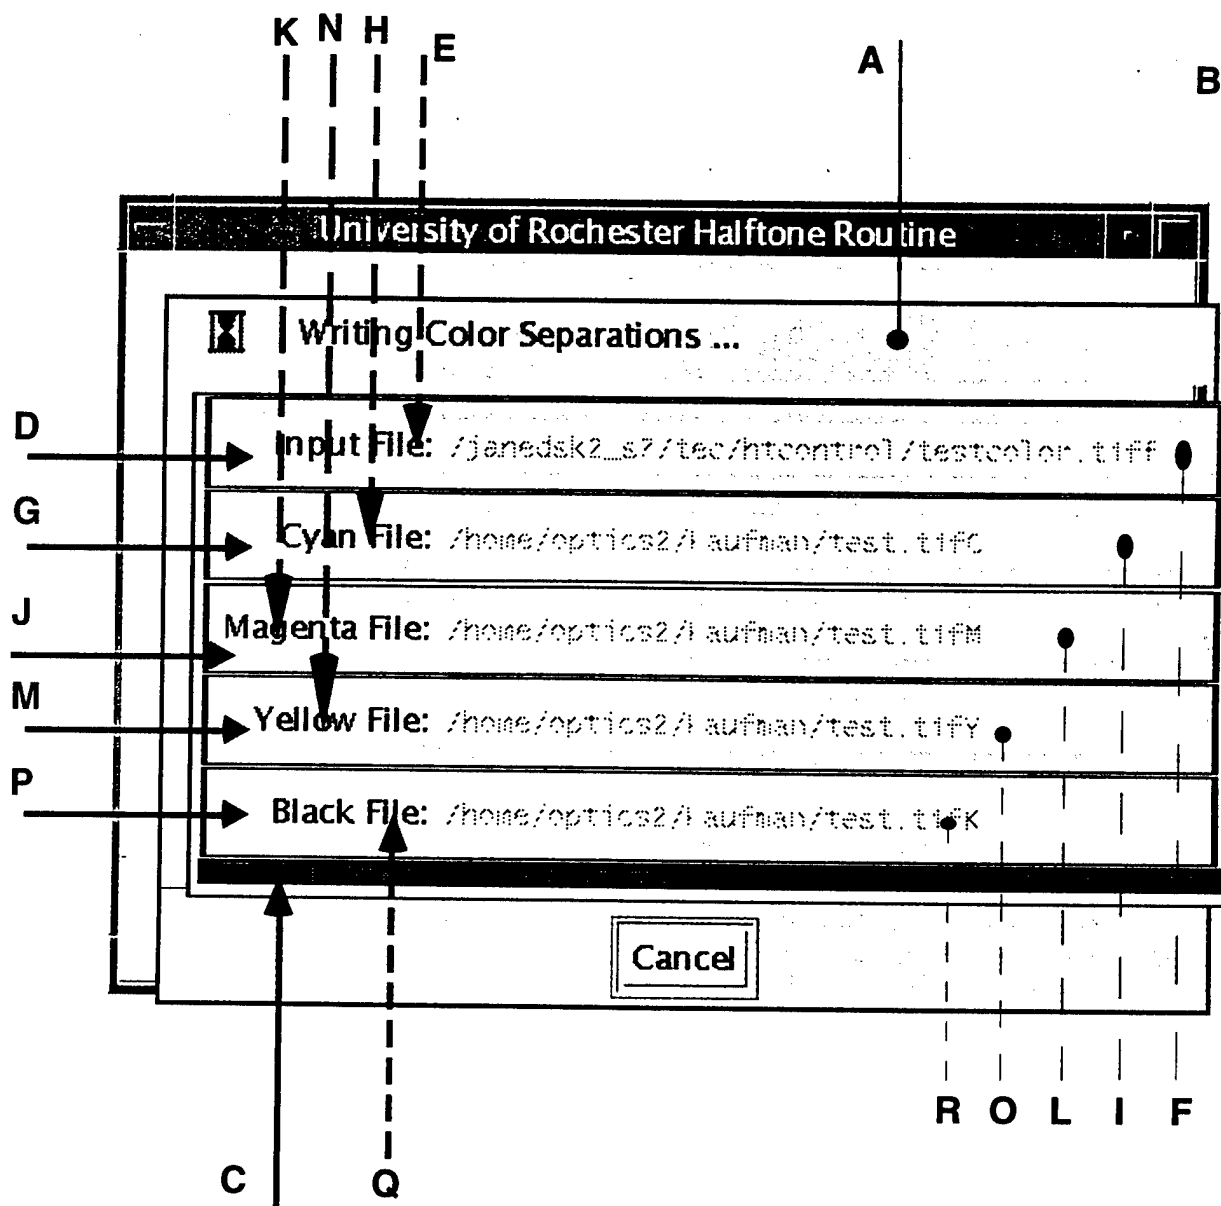 K N H E A B
University of Rochester Halftone Routine
Writing Color Separations ...
D
Input File: /janedsk2_s7/tec/htcontrol/testcolor.tiff
G
Cyan File: /home/optics2/kaufman/test.tifC
J
Magenta File: /home/optics2/kaufman/test.tifM
M
Yellow File: /home/optics2/kaufman/test.tifY
P
Black File: /home/optics2/kaufman/test.tifK
Cancel
R O L I F
C Q